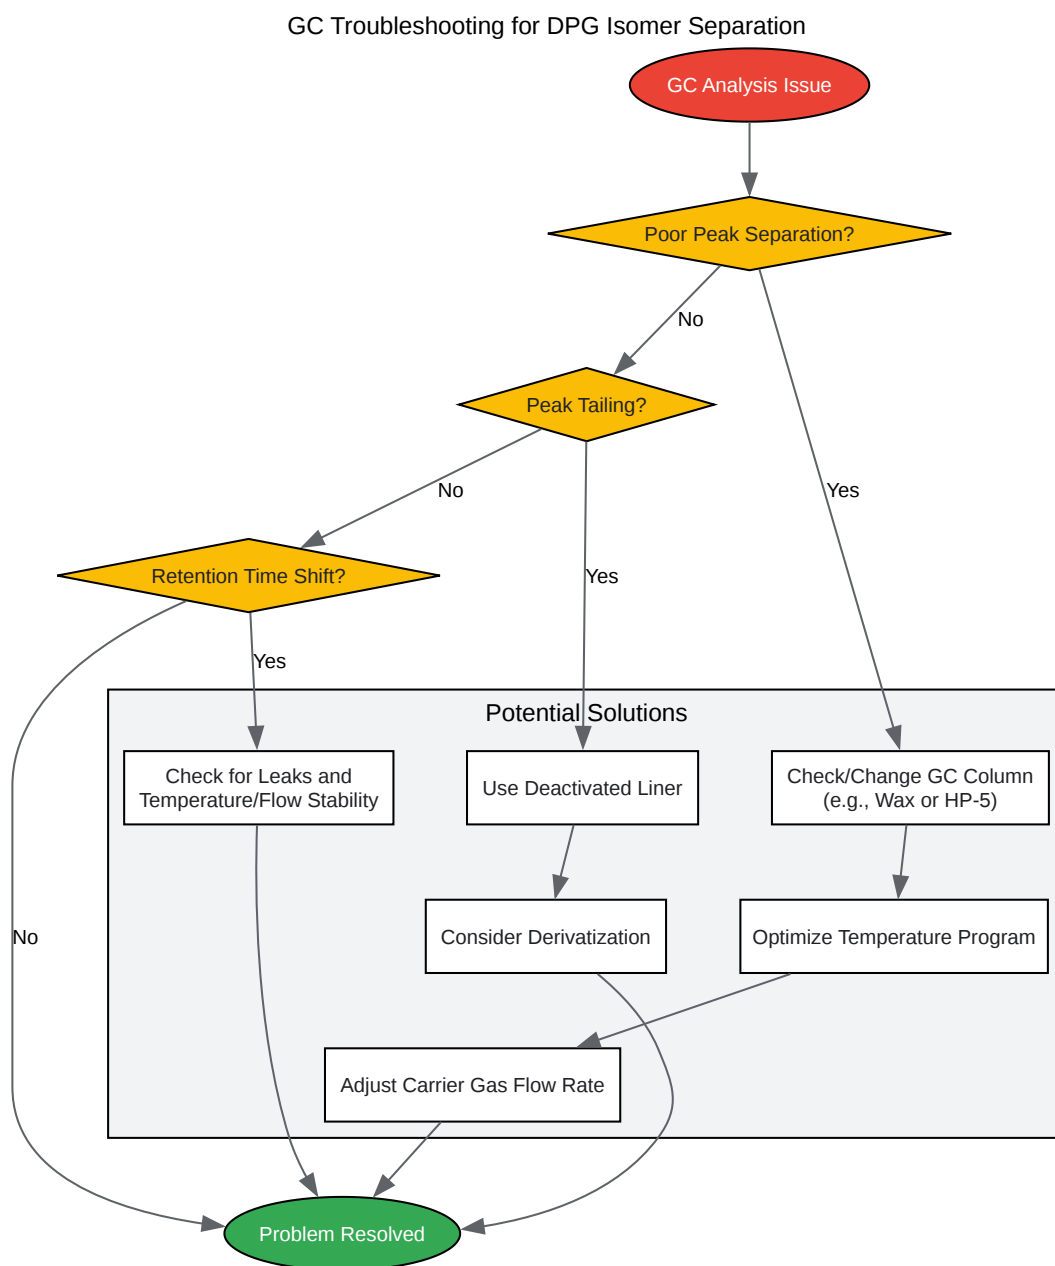 GC Troubleshooting for DPG Isomer Separation
GC Analysis Issue
Poor Peak Separation?
No
Peak Tailing?
No
Yes
Retention Time Shift?
Yes
Yes
Potential Solutions
Check for Leaks and
Temperature/Flow Stability
Use Deactivated Liner
Check/Change GC Column
(e.g., Wax or HP-5)
No
Consider Derivatization
Optimize Temperature Program
Adjust Carrier Gas Flow Rate
Problem Resolved